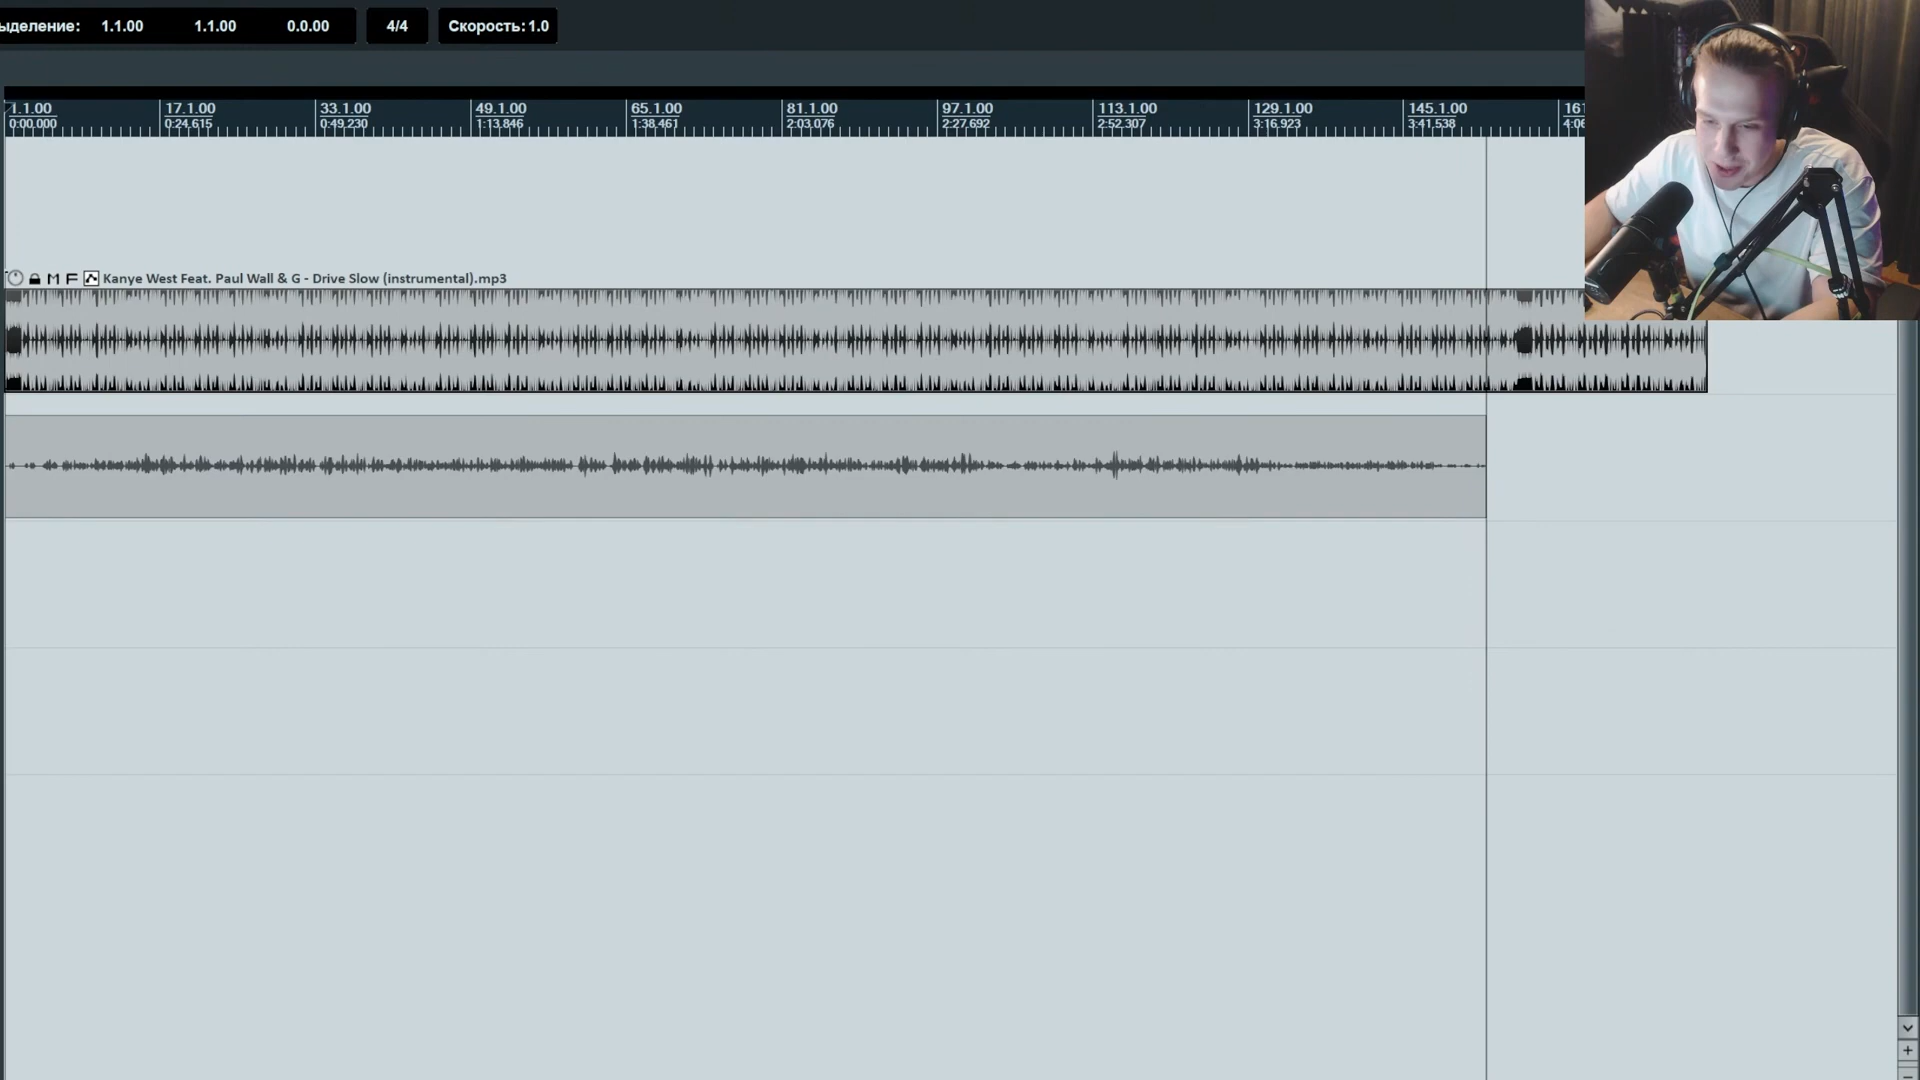 ыделение: 1.1.00 1.1.00 0.0.00 4/4 Скорость: 1.0
1.1.00 17.1.00 33.1.00 49.1.00 65.1.00 81.1.00 97.1.00 113.1.00 129.1.00 145.1.00 161
0:00.000 0:24.615 0:49.230 1:13.846 1:38.461 2:03.076 2:27.692 2:52.307 3:16.923 3:41.538 4:06
M F Kanye West Feat. Paul Wall & G - Drive Slow (instrumental).mp3